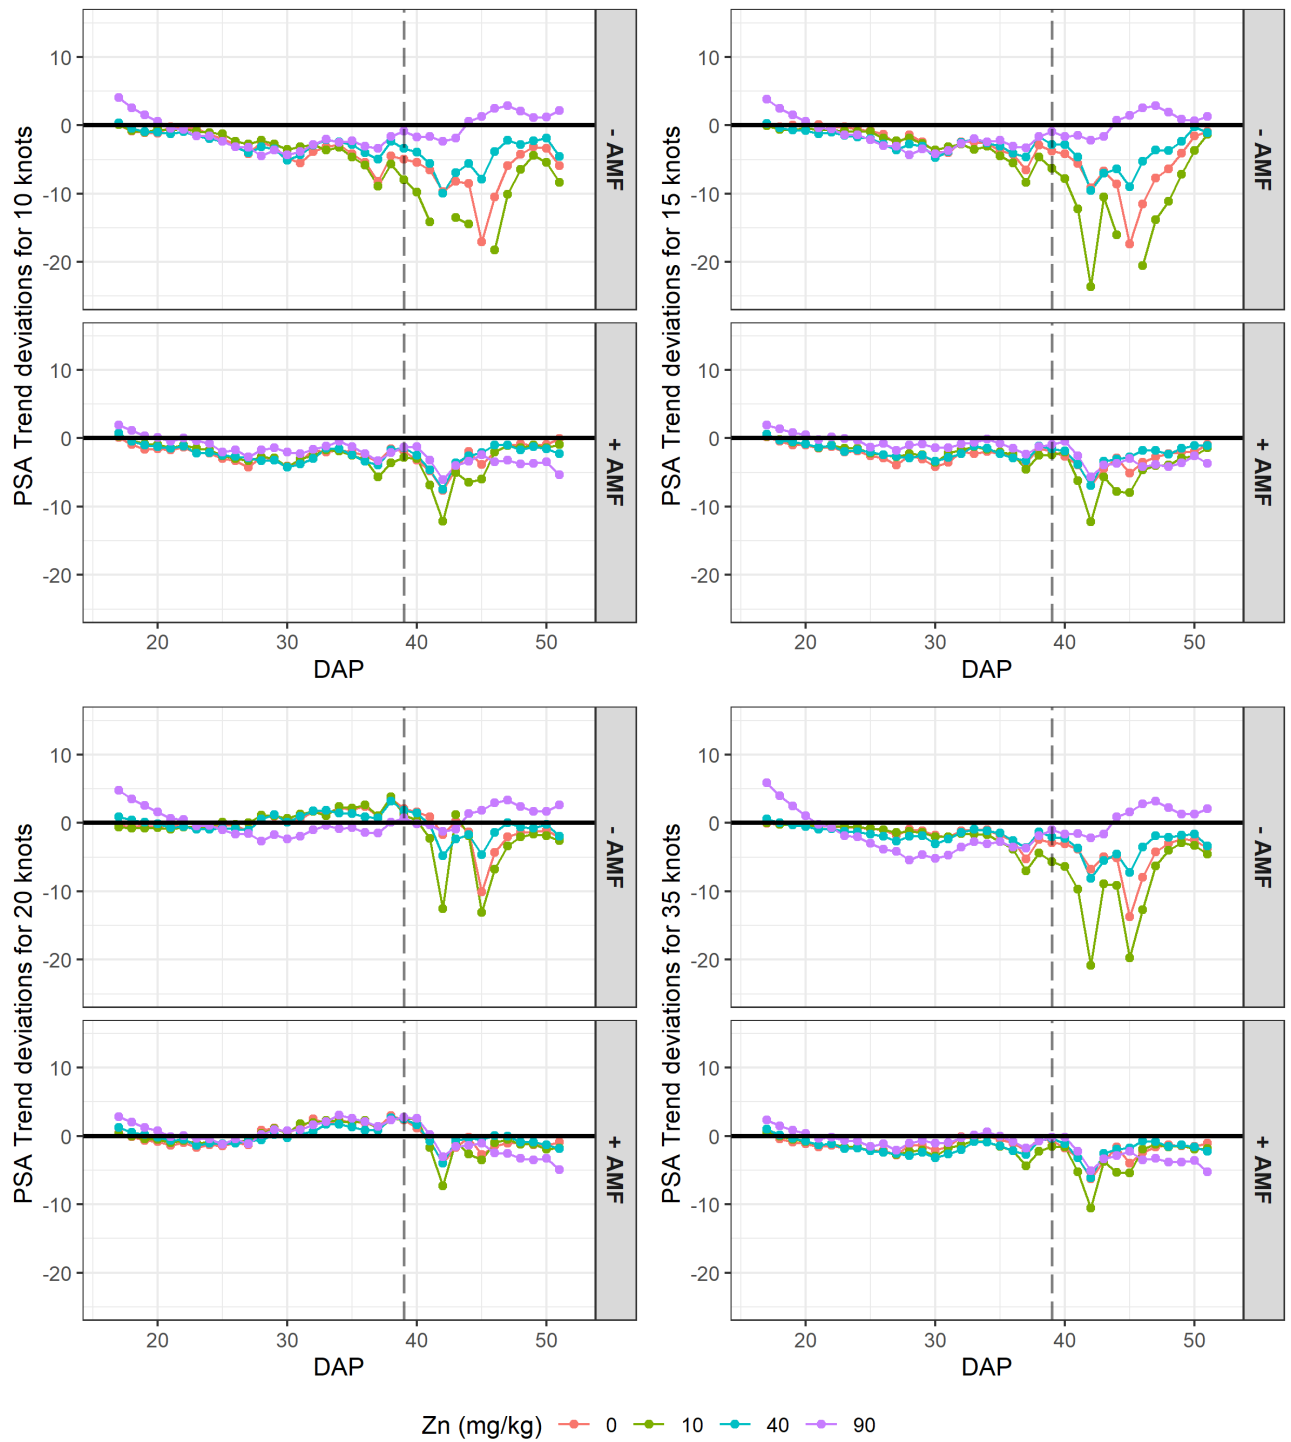 PSA Trend deviations for 10 knots
10
0
-10
-20
- AMF
10
0
-10
-20
+ AMF
20 30 40 50
DAP
PSA Trend deviations for 15 knots
10
0
-10
-20
- AMF
10
0
-10
-20
+ AMF
20 30 40 50
DAP
PSA Trend deviations for 20 knots
10
0
-10
-20
- AMF
10
0
-10
-20
+ AMF
20 30 40 50
DAP
PSA Trend deviations for 35 knots
10
0
-10
-20
- AMF
10
0
-10
-20
+ AMF
20 30 40 50
DAP
Zn (mg/kg) 0 10 40 90